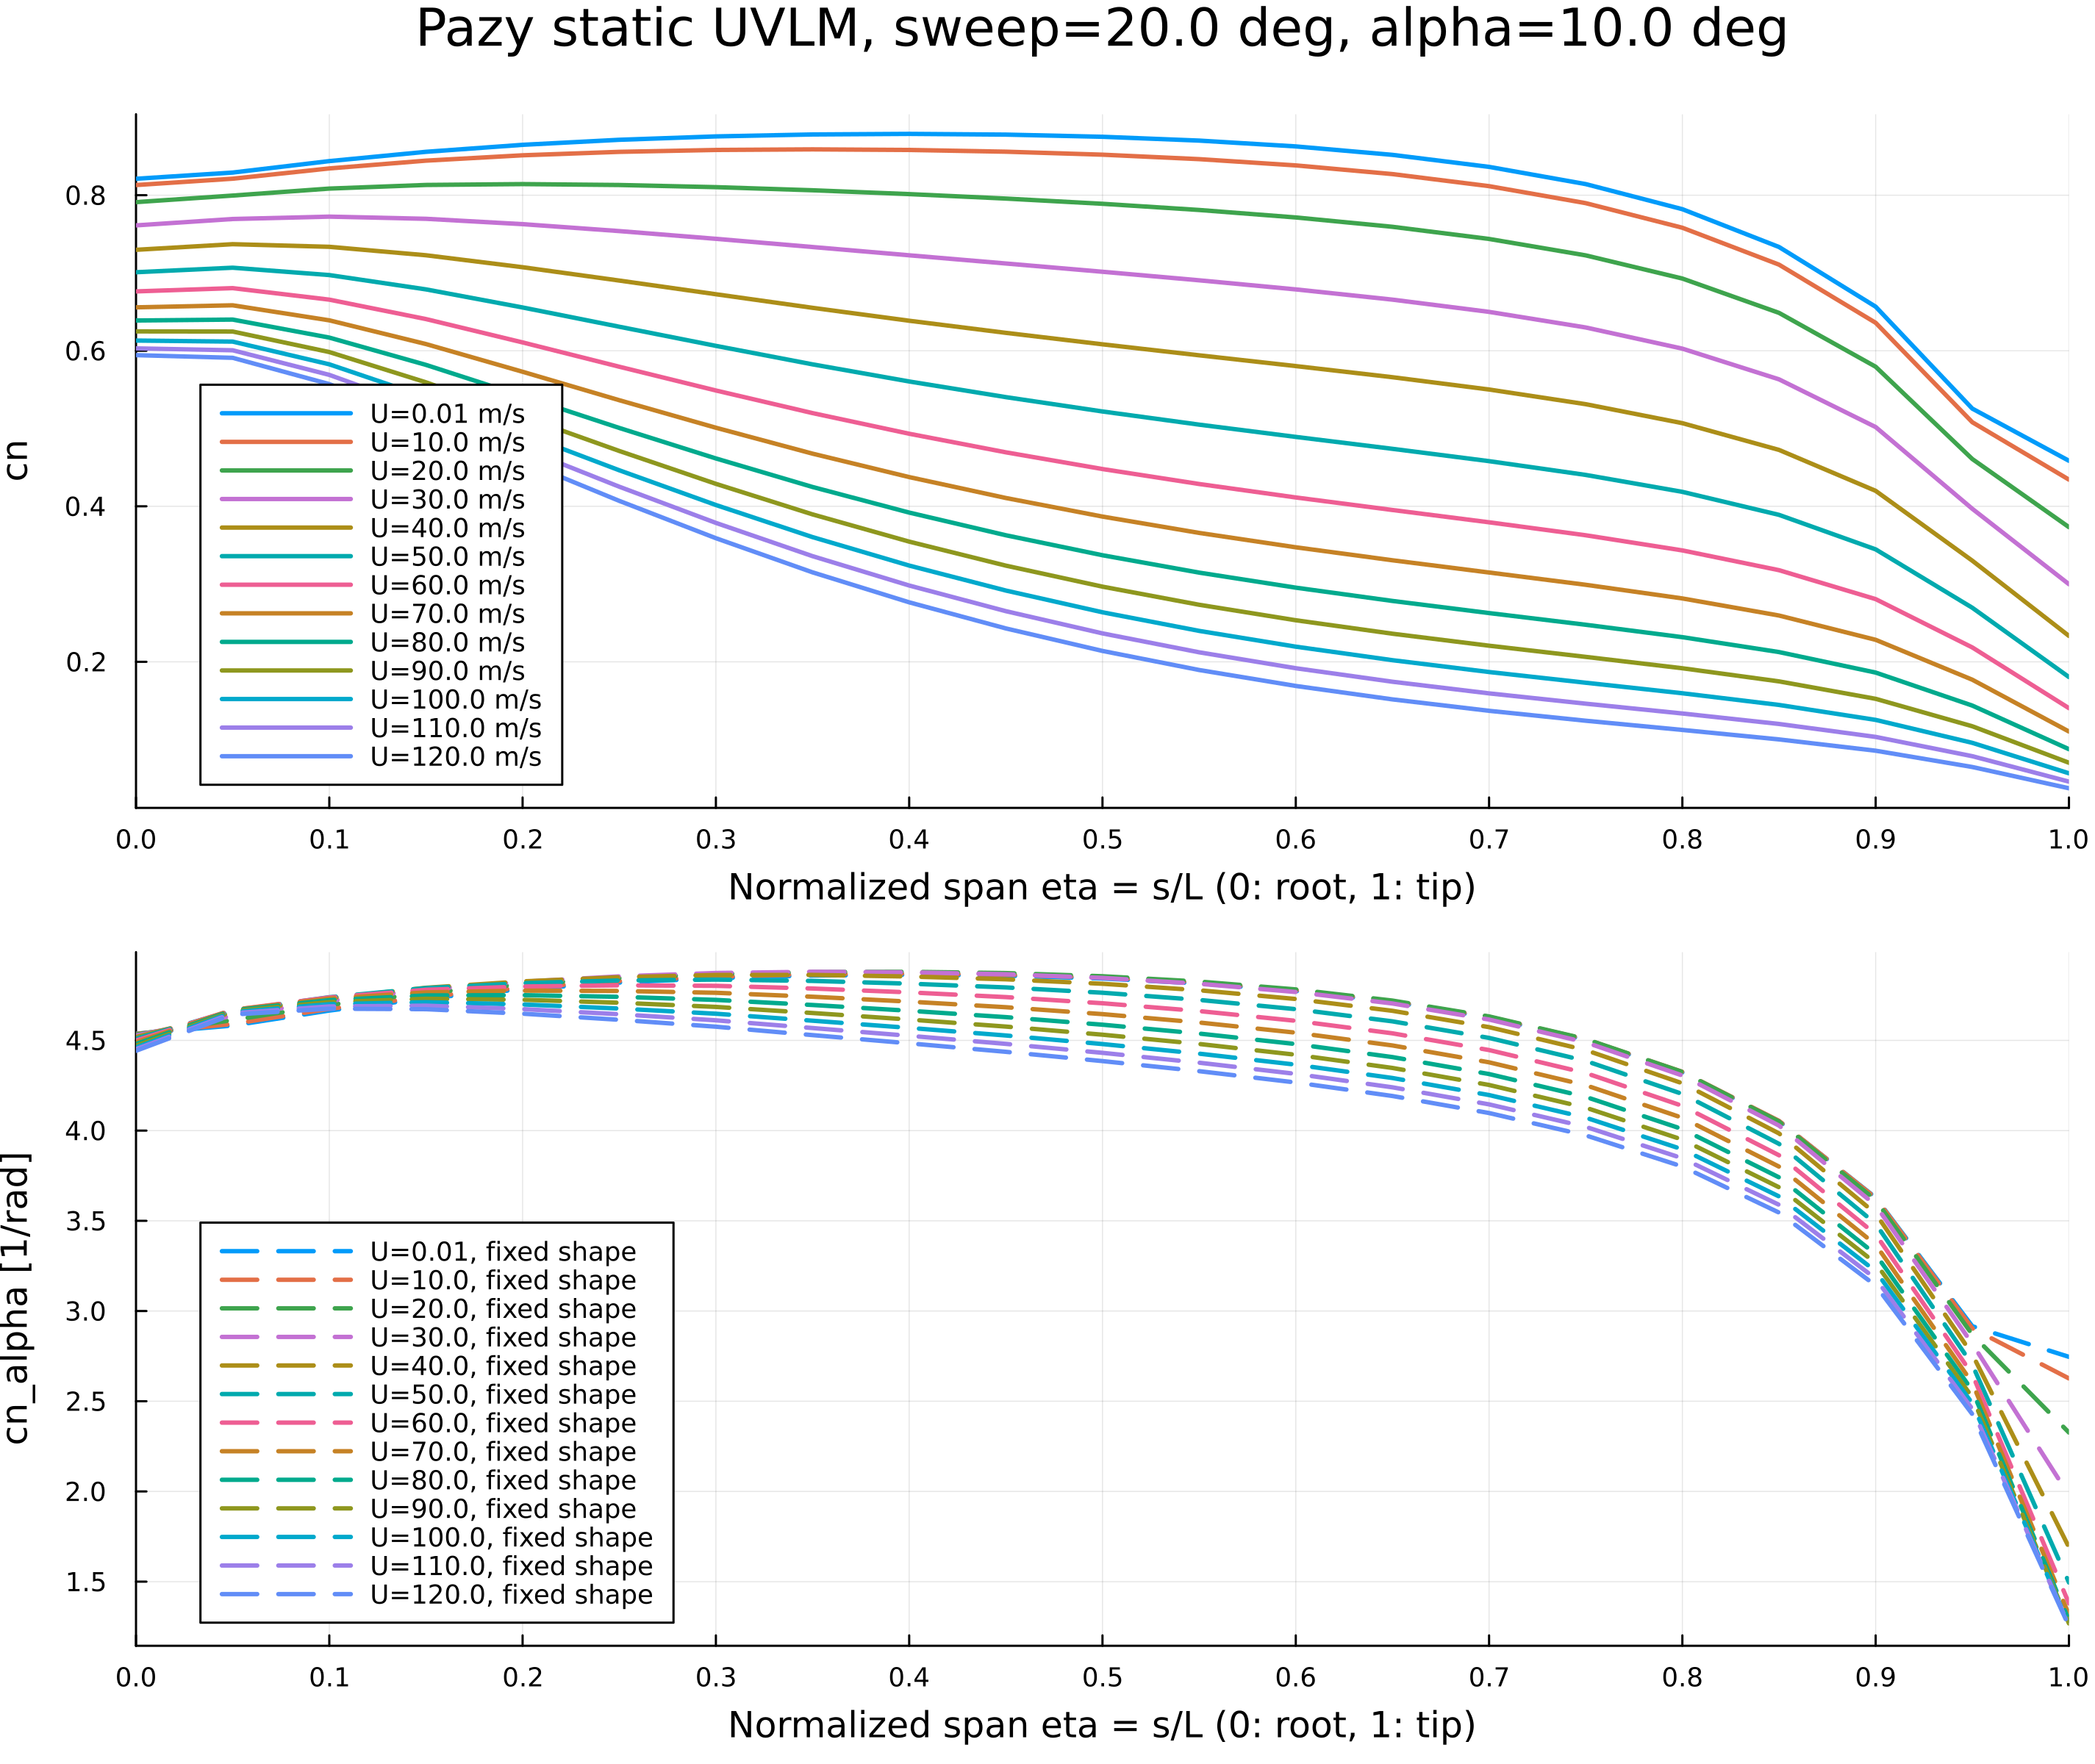 Pazy static UVLM, sweep=20.0 deg, alpha=10.0 deg
cn
0.8
0.6
0.4
0.2
U=0.01 m/s
U=10.0 m/s
U=20.0 m/s
U=30.0 m/s
U=40.0 m/s
U=50.0 m/s
U=60.0 m/s
U=70.0 m/s
U=80.0 m/s
U=90.0 m/s
U=100.0 m/s
U=110.0 m/s
U=120.0 m/s
0.0 0.1 0.2 0.3 0.4 0.5 0.6 0.7 0.8 0.9 1.0
Normalized span eta = s/L (0: root, 1: tip)
cn_alpha [1/rad]
4.5
4.0
3.5
3.0
2.5
2.0
1.5
U=0.01, fixed shape
U=10.0, fixed shape
U=20.0, fixed shape
U=30.0, fixed shape
U=40.0, fixed shape
U=50.0, fixed shape
U=60.0, fixed shape
U=70.0, fixed shape
U=80.0, fixed shape
U=90.0, fixed shape
U=100.0, fixed shape
U=110.0, fixed shape
U=120.0, fixed shape
0.0 0.1 0.2 0.3 0.4 0.5 0.6 0.7 0.8 0.9 1.0
Normalized span eta = s/L (0: root, 1: tip)